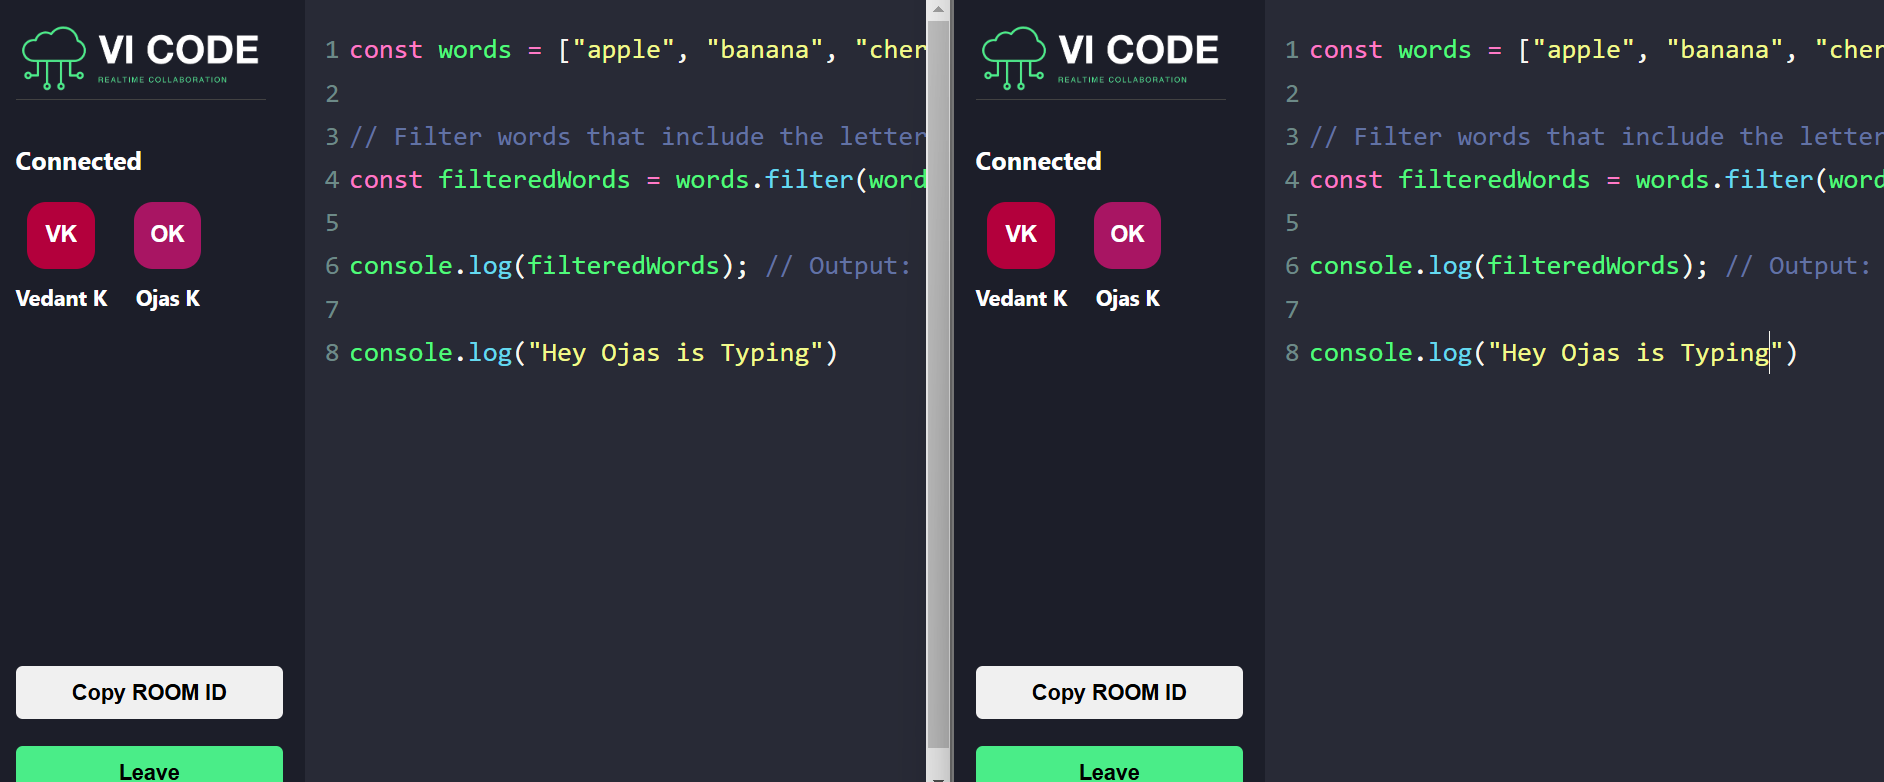 VI CODE
REALTIME COLLABORATION
Connected
VK OK
Vedant K Ojas K
Copy ROOM ID
Leave
1 const words = ["apple", "banana", "cher
2
3 // Filter words that include the letter
4 const filteredWords = words.filter(word
5
6 console.log(filteredWords); // Output:
7
8 console.log("Hey Ojas is Typing")
VI CODE
REALTIME COLLABORATION
Connected
VK OK
Vedant K Ojas K
Copy ROOM ID
Leave
1 const words = ["apple", "banana", "cher
2
3 // Filter words that include the letter
4 const filteredWords = words.filter(word
5
6 console.log(filteredWords); // Output:
7
8 console.log("Hey Ojas is Typing")